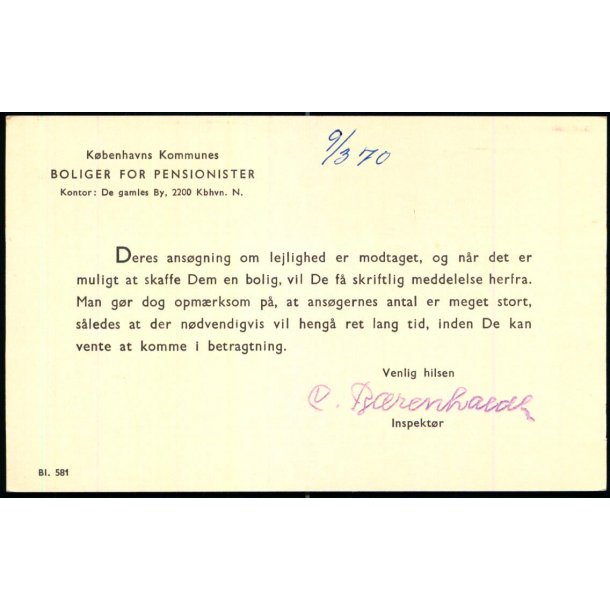 Københavns Kommunes
BOLIGER FOR PENSIONISTER
Kontor: De gamles By, 2200 Kbhvn. N.
9/3 70
Deres ansøgning om lejlighed er modtaget, og når det er
muligt at skaffe Dem en bolig, vil De få skriftlig meddelelse herfra.
Man gør dog opmærksom på, at ansøgernes antal er meget stort,
således at der nødvendigvis vil hengå ret lang tid, inden De kan
vente at komme i betragtning.
Venlig hilsen
Inspektør
Bl. 581